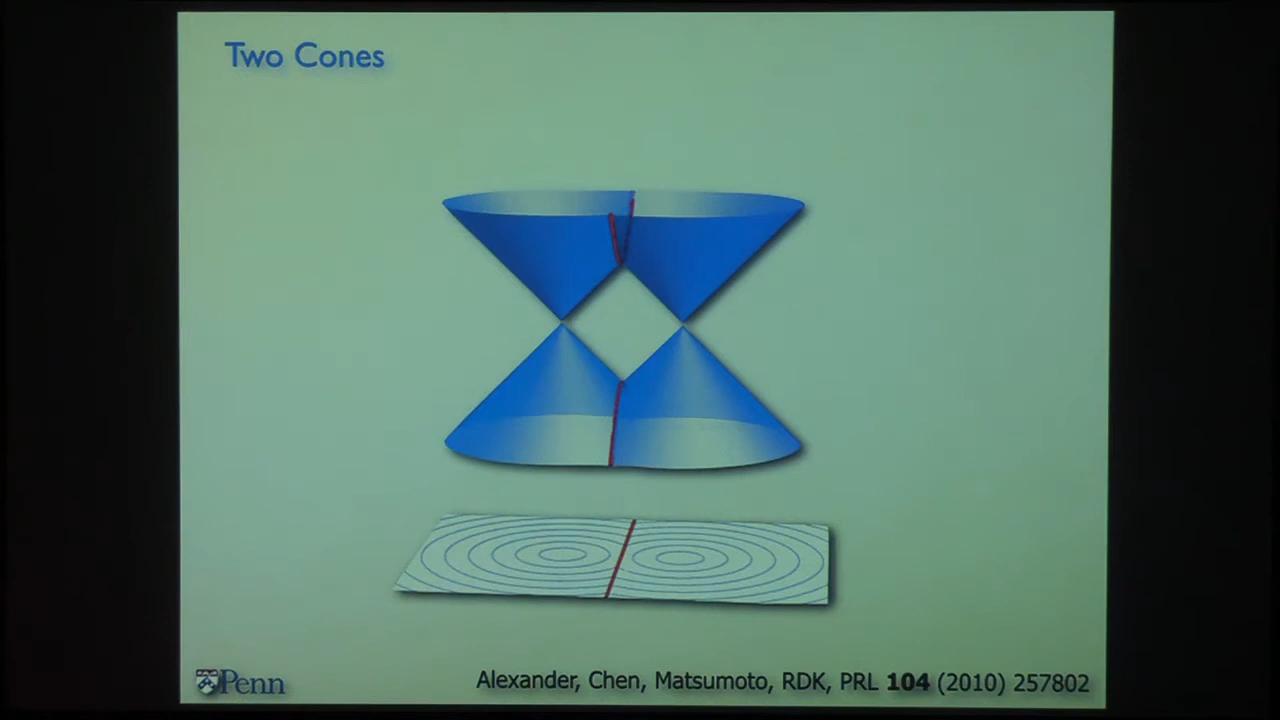 Two Cones
Penn
Alexander, Chen, Matsumoto, RDK, PRL 104 (2010) 257802